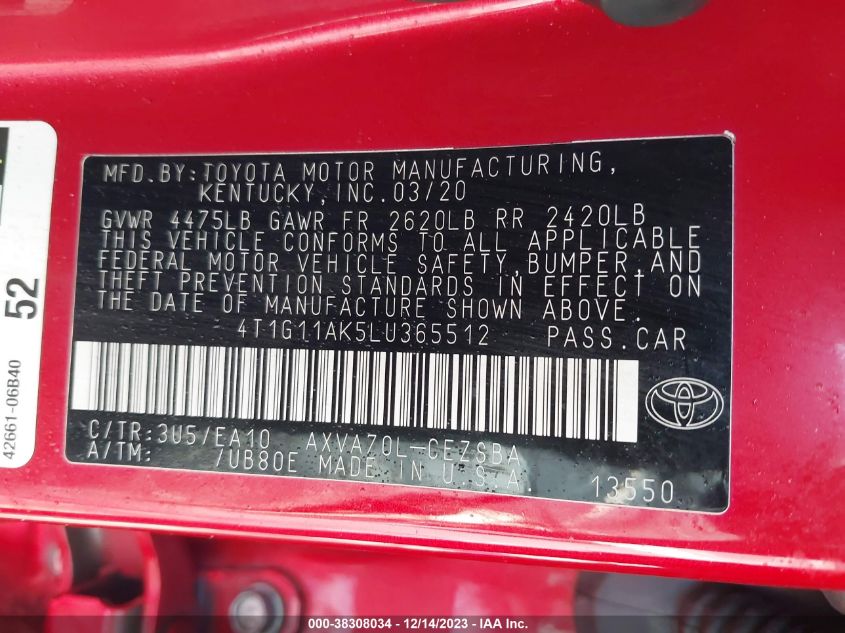 MFD.BY:TOYOTA MOTOR MANUFACTURING,
KENTUCKY,INC.03/20
GVWR 4475LB GAWR FR 2620LB RR 2420LB
THIS VEHICLE CONFORMS TO ALL APPLICABLE
FEDERAL MOTOR VEHICLE SAFETY,BUMPER,AND
THEFT PREVENTION STANDARDS IN EFFECT ON
THE DATE OF MANUFACTURE SHOWN ABOVE.
4T1G11AK5LU365512 PASS.CAR
C/TR:3U5/EA10 AXVA70L-CEZSBA
A/TM: /UB80E MADE IN U.S.A.
13550
52
42661-06B40
000-38308034 - 12/14/2023 - IAA Inc.